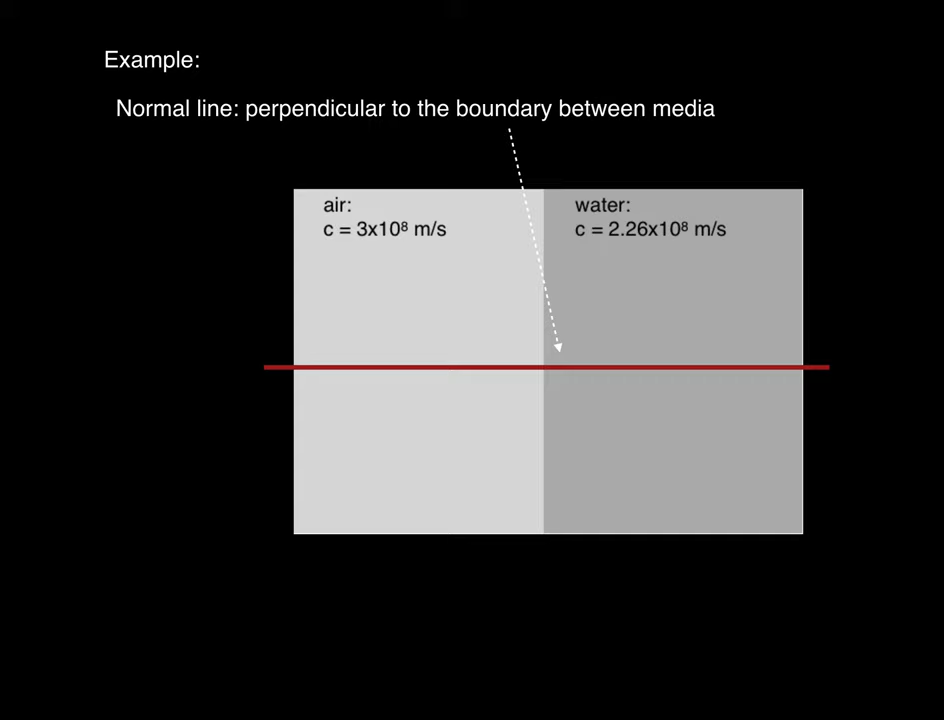 Example:
Normal line: perpendicular to the boundary between media
air:
c = 3x10⁸ m/s
water:
c = 2.26x10⁸ m/s